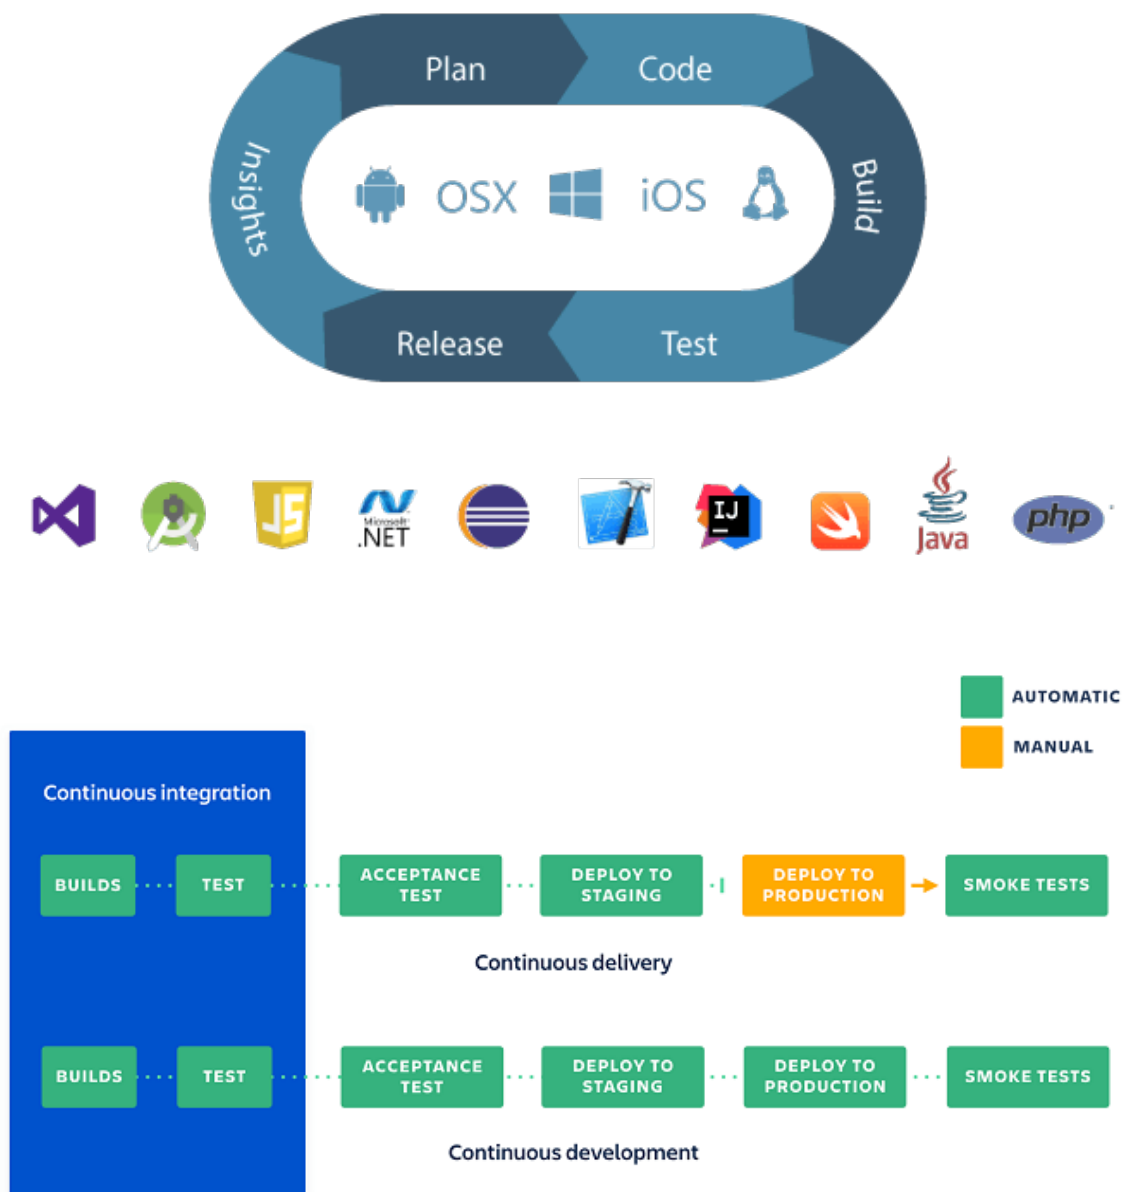 Plan
Code
Insights
OSX
iOS
Build
Release
Test
JS
Microsoft
.NET
IJ
Java
php
AUTOMATIC
MANUAL
Continuous integration
BUILDS
TEST
ACCEPTANCE
TEST
DEPLOY TO
STAGING
DEPLOY TO
PRODUCTION
SMOKE TESTS
Continuous delivery
BUILDS
TEST
ACCEPTANCE
TEST
DEPLOY TO
STAGING
DEPLOY TO
PRODUCTION
SMOKE TESTS
Continuous development